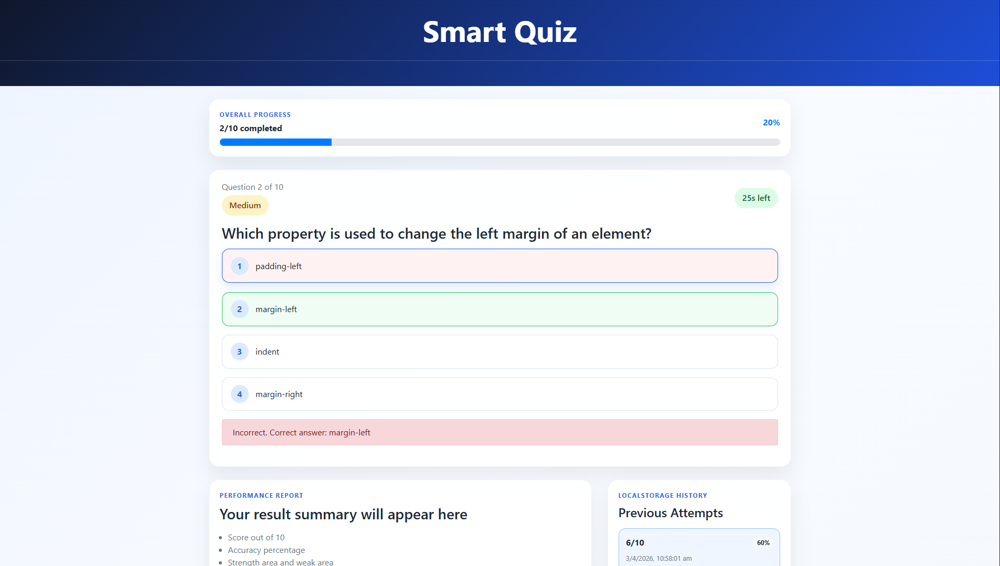 Smart Quiz
OVERALL PROGRESS
2/10 completed
20%
Question 2 of 10
Medium
25s left
Which property is used to change the left margin of an element?
1 padding-left
2 margin-left
3 indent
4 margin-right
Incorrect. Correct answer: margin-left
PERFORMANCE REPORT
Your result summary will appear here
Score out of 10
Accuracy percentage
Strength area and weak area
LOCALSTORAGE HISTORY
Previous Attempts
6/10
60%
3/4/2026, 10:58:01 am